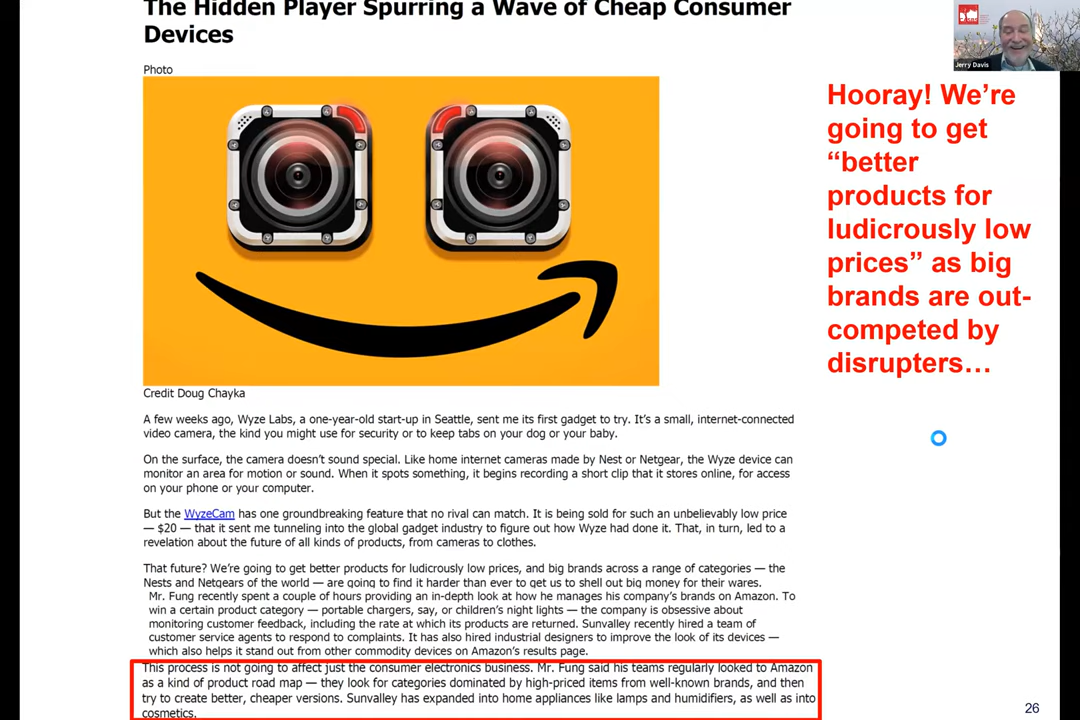 The Hidden Player Spurring a Wave of Cheap Consumer
Devices
Photo
Credit Doug Chayka
A few weeks ago, Wyze Labs, a one-year-old start-up in Seattle, sent me its first gadget to try. It's a small, internet-connected
video camera, the kind you might use for security or to keep tabs on your dog or your baby.
On the surface, the camera doesn't sound special. Like home internet cameras made by Nest or Netgear, the Wyze device can
monitor an area for motion or sound. When it spots something, it begins recording a short clip that it stores online, for access
on your phone or your computer.
But the WyzeCam has one groundbreaking feature that no rival can match. It is being sold for such an unbelievably low price
— $20 — that it sent me tunneling into the global gadget industry to figure out how Wyze had done it. That, in turn, led to a
revelation about the future of all kinds of products, from cameras to clothes.
That future? We're going to get better products for ludicrously low prices, and big brands across a range of categories — the
Nests and Netgears of the world — are going to find it harder than ever to get us to shell out big money for their wares.
Mr. Fung recently spent a couple of hours providing an in-depth look at how he manages his company's brands on Amazon. To
win a certain product category — portable chargers, say, or children's night lights — the company is obsessive about
monitoring customer feedback, including the rate at which its products are returned. Sunvalley recently hired a team of
customer service agents to respond to complaints. It has also hired industrial designers to improve the look of its devices —
which also helps it stand out from other commodity devices on Amazon's results page.
This process is not going to affect just the consumer electronics business. Mr. Fung said his teams regularly looked to Amazon
as a kind of product road map — they look for categories dominated by high-priced items from well-known brands, and then
try to create better, cheaper versions. Sunvalley has expanded into home appliances like lamps and humidifiers, as well as into
cosmetics.
Jerry Davis
Hooray! We're
going to get
“better
products for
ludicrously low
prices” as big
brands are out-
competed by
disrupters…
26